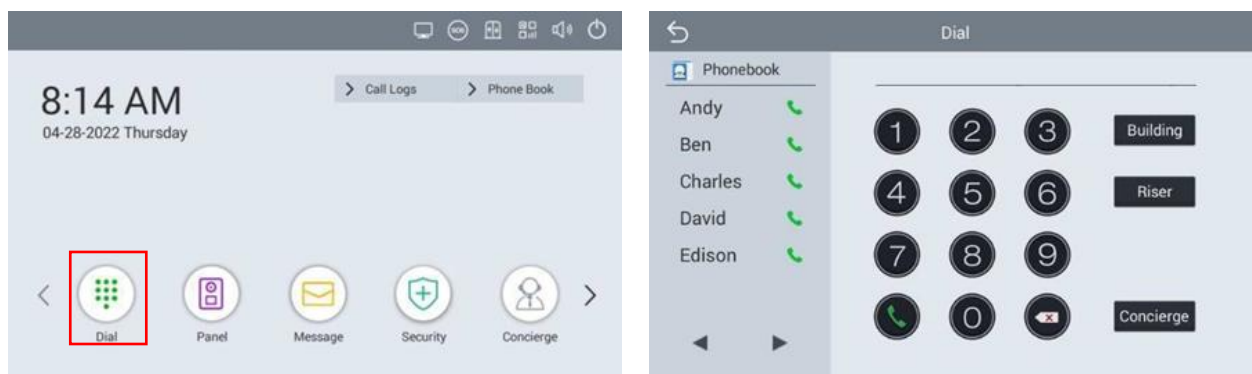 SOS
8:14 AM
04-28-2022 Thursday
Call Logs
Phone Book
Dial
Panel
Message
Security
Concierge
Dial
Phonebook
Andy
Ben
Charles
David
Edison
1 2 3 Building
4 5 6 Riser
7 8 9
0 Concierge